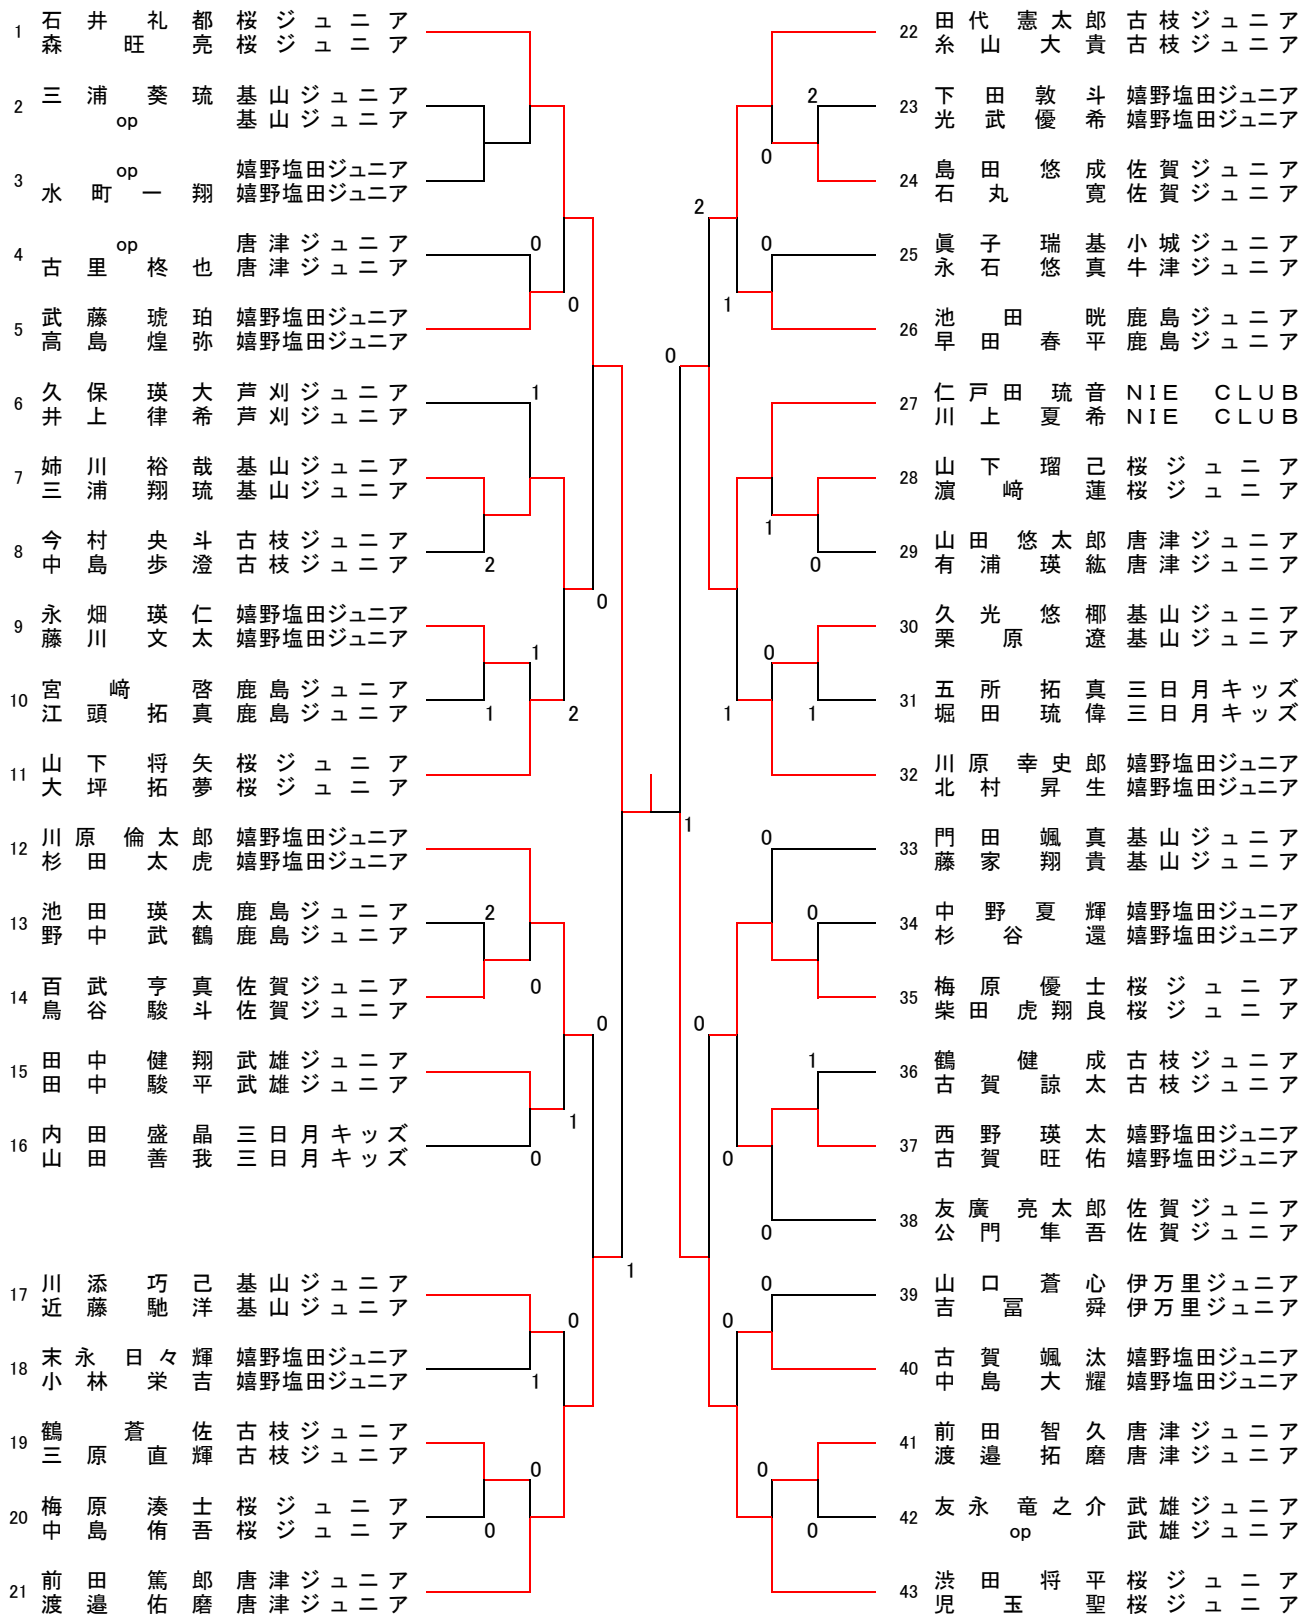 1 石井礼都 桜ジュニア
森旺亮 桜ジュニア
2 三浦葵琉 基山ジュニア
op 基山ジュニア
3 op 嬉野塩田ジュニア
水町一翔 嬉野塩田ジュニア
4 op 唐津ジュニア
古里柊也 唐津ジュニア
0
5 武藤琥珀 嬉野塩田ジュニア
高島煌弥 嬉野塩田ジュニア
0
6 久保瑛大 芦刈ジュニア
井上律希 芦刈ジュニア
1
7 姉川裕哉 基山ジュニア
三浦翔琉 基山ジュニア
8 今村央斗 古枝ジュニア
中島歩澄 古枝ジュニア
2
0
9 永畑瑛仁 嬉野塩田ジュニア
藤川文太 嬉野塩田ジュニア
1
10 宮﨑啓 鹿島ジュニア
江頭拓真 鹿島ジュニア
1
2
11 山下将矢 桜ジュニア
大坪拓夢 桜ジュニア
12 川原倫太郎 嬉野塩田ジュニア
杉田太虎 嬉野塩田ジュニア
13 池田瑛太 鹿島ジュニア
野中武鶴 鹿島ジュニア
2
14 百武亨真 佐賀ジュニア
鳥谷駿斗 佐賀ジュニア
0
0
15 田中健翔 武雄ジュニア
田中駿平 武雄ジュニア
1
16 内田盛晶 三日月キッズ
山田善我 三日月キッズ
0
1
17 川添巧己 基山ジュニア
近藤馳洋 基山ジュニア
0
18 末永日々輝 嬉野塩田ジュニア
小林栄吉 嬉野塩田ジュニア
1
19 鶴蒼佐 古枝ジュニア
三原直輝 古枝ジュニア
0
20 梅原湊士 桜ジュニア
中島侑吾 桜ジュニア
0
21 前田篤郎 唐津ジュニア
渡邉佑磨 唐津ジュニア
22 田代憲太郎 古枝ジュニア
糸山大貴 古枝ジュニア
2
23 下田敦斗 嬉野塩田ジュニア
光武優希 嬉野塩田ジュニア
0
24 島田悠成 佐賀ジュニア
石丸寛 佐賀ジュニア
2
0
25 眞子瑞基 小城ジュニア
永石悠真 牛津ジュニア
1
26 池田晄 鹿島ジュニア
早田春平 鹿島ジュニア
0
27 仁戸田琉音 NIE CLUB
川上夏希 NIE CLUB
28 山下瑠己 桜ジュニア
濵﨑蓮 桜ジュニア
1
29 山田悠太郎 唐津ジュニア
有浦瑛紘 唐津ジュニア
0
30 久光悠椰 基山ジュニア
栗原遼 基山ジュニア
0
31 五所拓真 三日月キッズ
堀田琉偉 三日月キッズ
1
1
32 川原幸史郎 嬉野塩田ジュニア
北村昇生 嬉野塩田ジュニア
1
33 門田颯真 基山ジュニア
藤家翔貴 基山ジュニア
0
34 中野夏輝 嬉野塩田ジュニア
杉谷還 嬉野塩田ジュニア
0
35 梅原優士 桜ジュニア
柴田虎翔良 桜ジュニア
0
36 鶴健成 古枝ジュニア
古賀諒太 古枝ジュニア
1
37 西野瑛太 嬉野塩田ジュニア
古賀旺佑 嬉野塩田ジュニア
0
38 友廣亮太郎 佐賀ジュニア
公門隼吾 佐賀ジュニア
0
39 山口蒼心 伊万里ジュニア
吉冨舜 伊万里ジュニア
0
0
40 古賀颯汰 嬉野塩田ジュニア
中島大耀 嬉野塩田ジュニア
41 前田智久 唐津ジュニア
渡邉拓磨 唐津ジュニア
0
42 友永竜之介 武雄ジュニア
op 武雄ジュニア
0
43 渋田将平 桜ジュニア
児玉聖 桜ジュニア